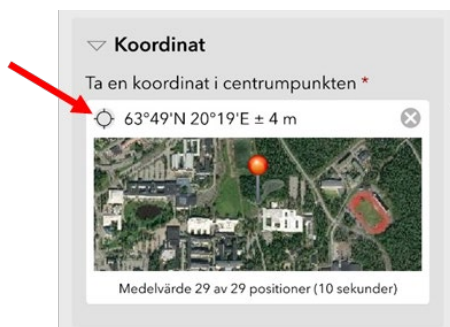 Koordinat
Ta en koordinat i centrumpunkten *
63°49'N 20°19'E ± 4 m
Medelvärde 29 av 29 positioner (10 sekunder)